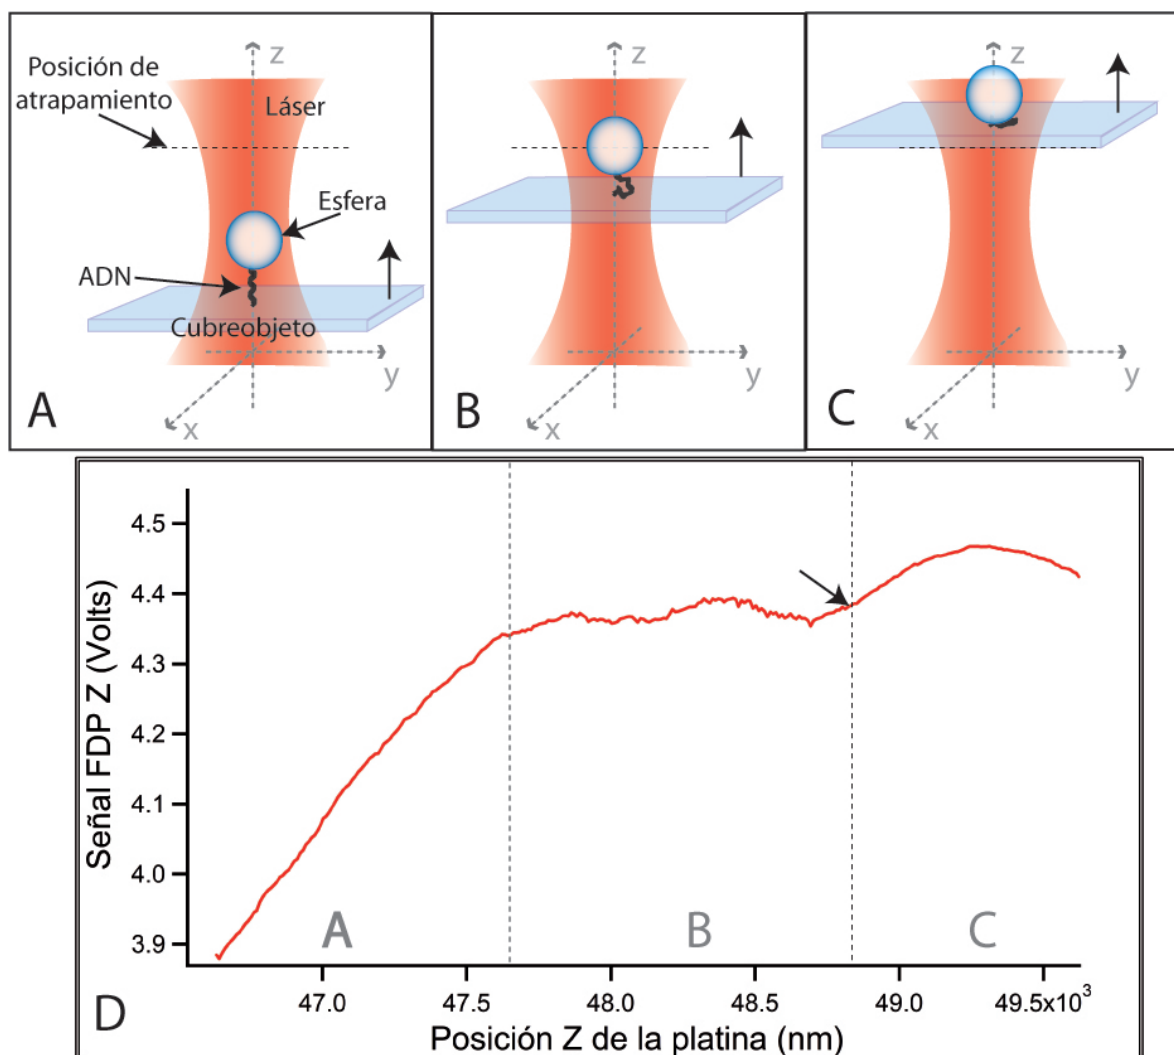 Posición de
atrapamiento
z
Láser
Esfera
ADN
Cubreobjeto
y
x
A
z
y
x
B
z
y
x
C
Señal FDP Z (Volts)
4.5
4.4
4.3
4.2
4.1
4.0
3.9
A
B
C
47.0
47.5
48.0
48.5
49.0
49.5x10³
Posición Z de la platina (nm)
D